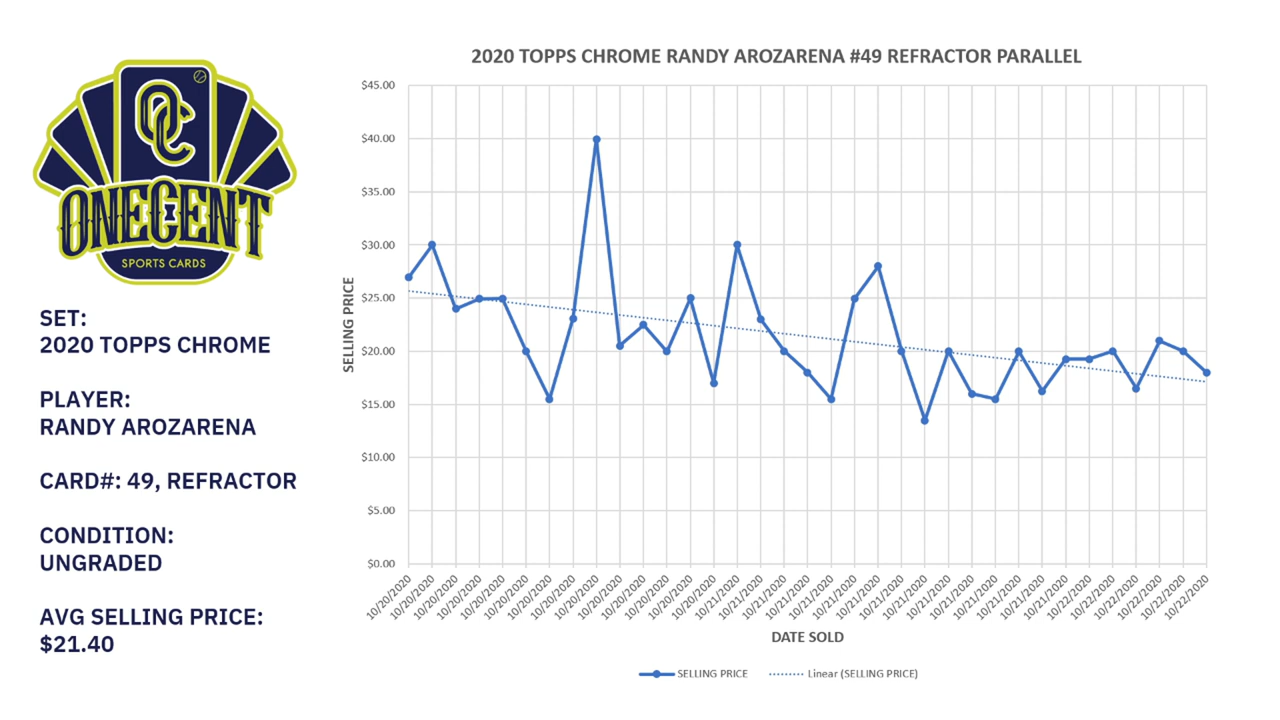 OC
ONECENT
SPORTS CARDS
SET:
2020 TOPPS CHROME
PLAYER:
RANDY AROZARENA
CARD#: 49, REFRACTOR
CONDITION:
UNGRADED
AVG SELLING PRICE:
$21.40
2020 TOPPS CHROME RANDY AROZARENA #49 REFRACTOR PARALLEL
SELLING PRICE
$45.00
$40.00
$35.00
$30.00
$25.00
$20.00
$15.00
$10.00
$5.00
$0.00
10/20/2020
10/20/2020
10/20/2020
10/20/2020
10/20/2020
10/20/2020
10/20/2020
10/20/2020
10/20/2020
10/20/2020
10/20/2020
10/20/2020
10/20/2020
10/20/2020
10/21/2020
10/21/2020
10/21/2020
10/21/2020
10/21/2020
10/21/2020
10/21/2020
10/21/2020
10/21/2020
10/21/2020
10/21/2020
10/21/2020
10/21/2020
10/21/2020
10/22/2020
10/22/2020
10/22/2020
10/22/2020
10/22/2020
10/22/2020
10/22/2020
DATE SOLD
SELLING PRICE
Linear (SELLING PRICE)